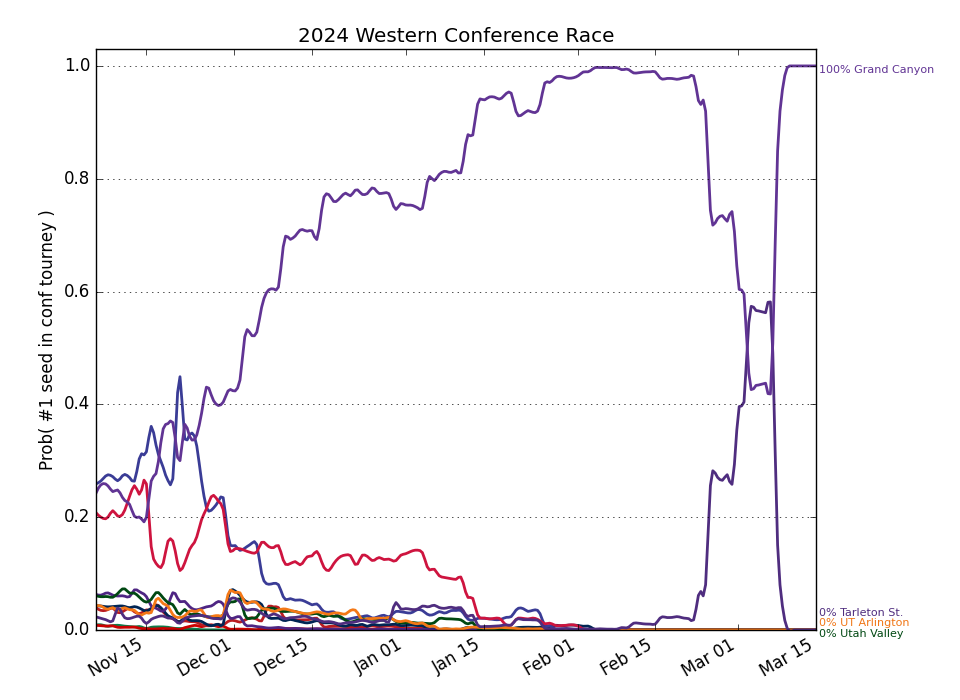 2024 Western Conference Race
Prob( #1 seed in conf tourney )
1.0
0.8
0.6
0.4
0.2
0.0
Nov 15
Dec 01
Dec 15
Jan 01
Jan 15
Feb 01
Feb 15
Mar 01
Mar 15
100% Grand Canyon
0% Tarleton St.
0% UT Arlington
0% Utah Valley